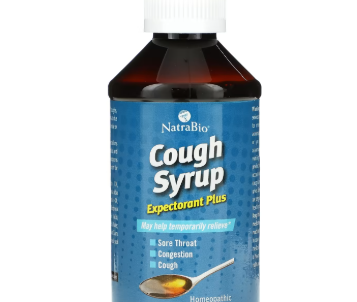 NatraBio®
Cough
Syrup
Expectorant Plus
May help temporarily relieve*
Sore Throat
Congestion
Cough
Homeopathic